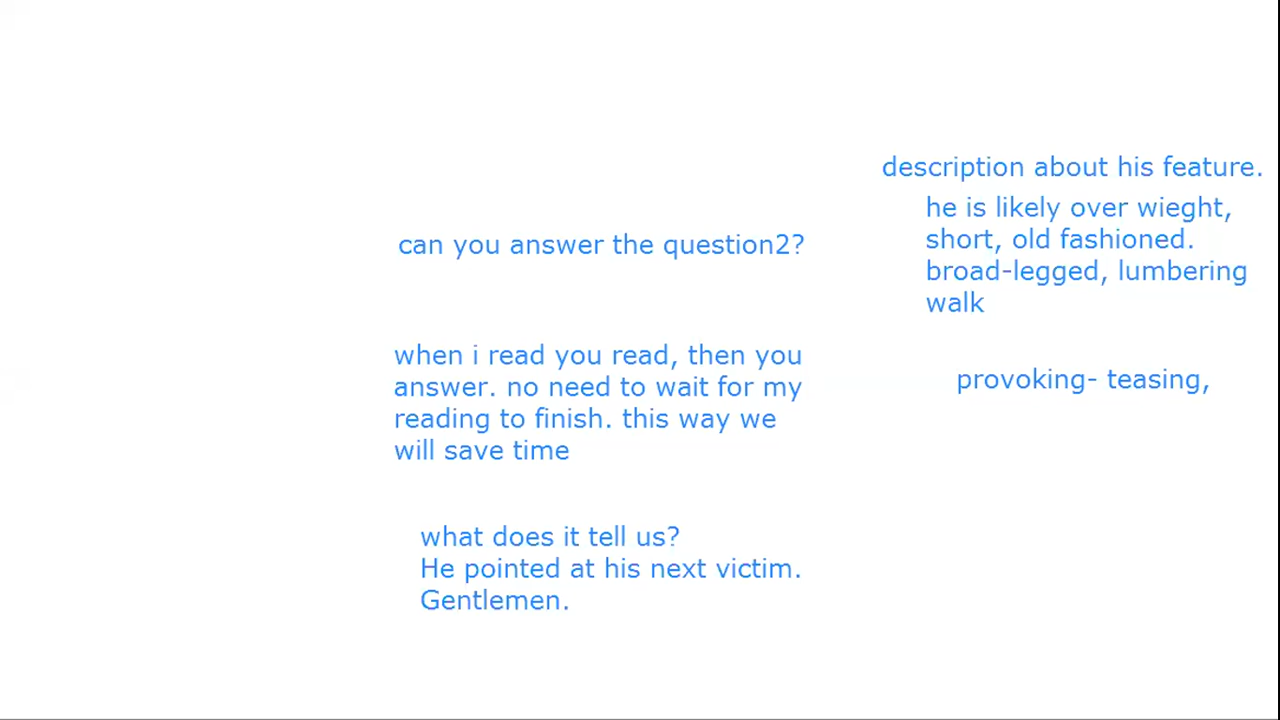 description about his feature.
he is likely over wieght,
short, old fashioned.
broad-legged, lumbering
walk
can you answer the question2?
when i read you read, then you
answer. no need to wait for my
reading to finish. this way we
will save time
provoking- teasing,
what does it tell us?
He pointed at his next victim.
Gentlemen.